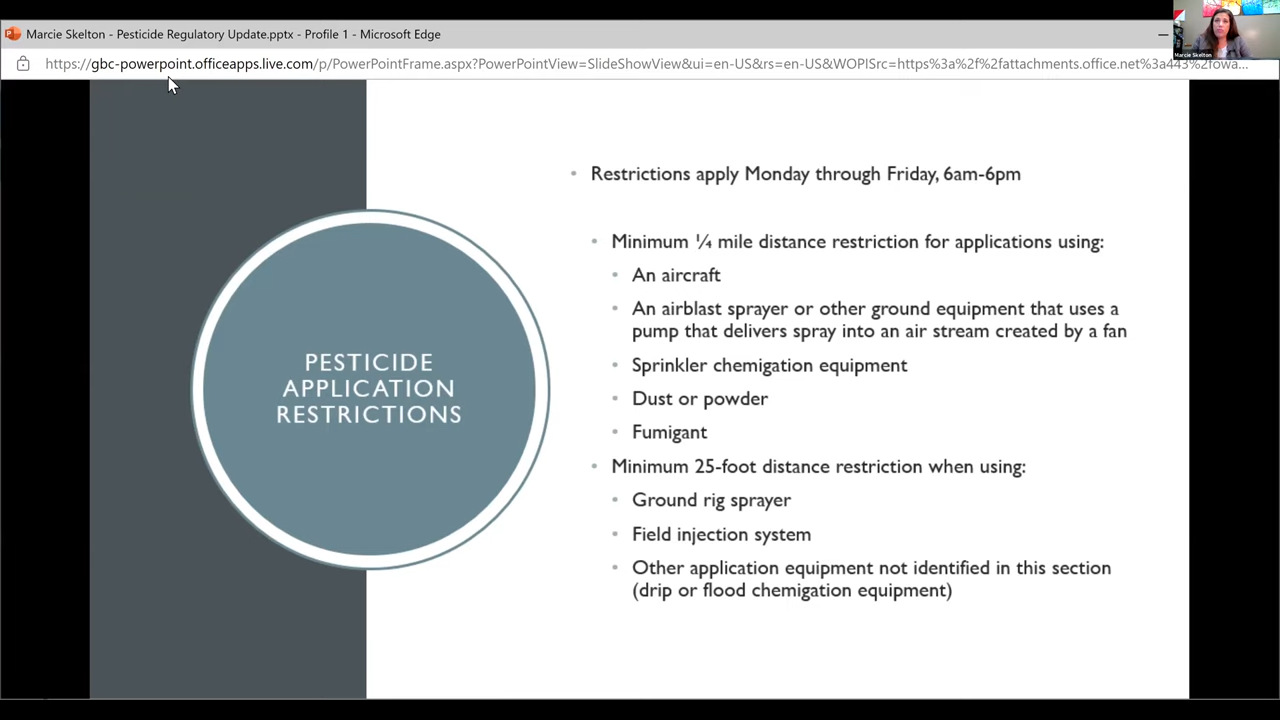 Marcie Skelton - Pesticide Regulatory Update.pptx - Profile 1 - Microsoft Edge
Marcie Skelton
https://gbc-powerpoint.officeapps.live.com/p/PowerPointFrame.aspx?PowerPointView=SlideShowView&ui=en-US&rs=en-US&WOPISrc=https%3a%2f%2fattachments.office.net%3a443%2fowa...
PESTICIDE
APPLICATION
RESTRICTIONS
• Restrictions apply Monday through Friday, 6am-6pm
• Minimum ¼ mile distance restriction for applications using:
• An aircraft
• An airblast sprayer or other ground equipment that uses a
pump that delivers spray into an air stream created by a fan
• Sprinkler chemigation equipment
• Dust or powder
• Fumigant
• Minimum 25-foot distance restriction when using:
• Ground rig sprayer
• Field injection system
• Other application equipment not identified in this section
(drip or flood chemigation equipment)